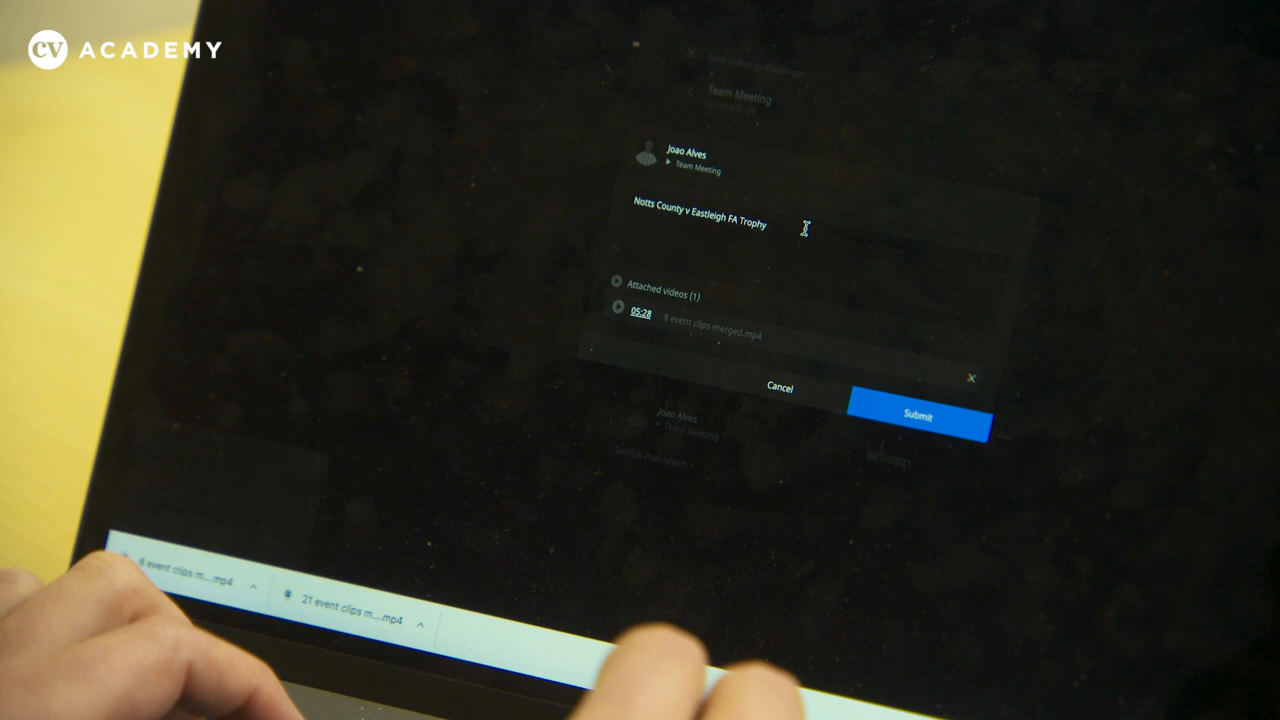 CV ACADEMY
Team Meeting
Joao Alves
Team Meeting
Notts County v Eastleigh FA Trophy
Attached videos (1)
05:28 8 event clips merged.mp4
Cancel
Submit
Joao Alves
Team Meeting
8 event clips m....mp4
21 event clips m....mp4